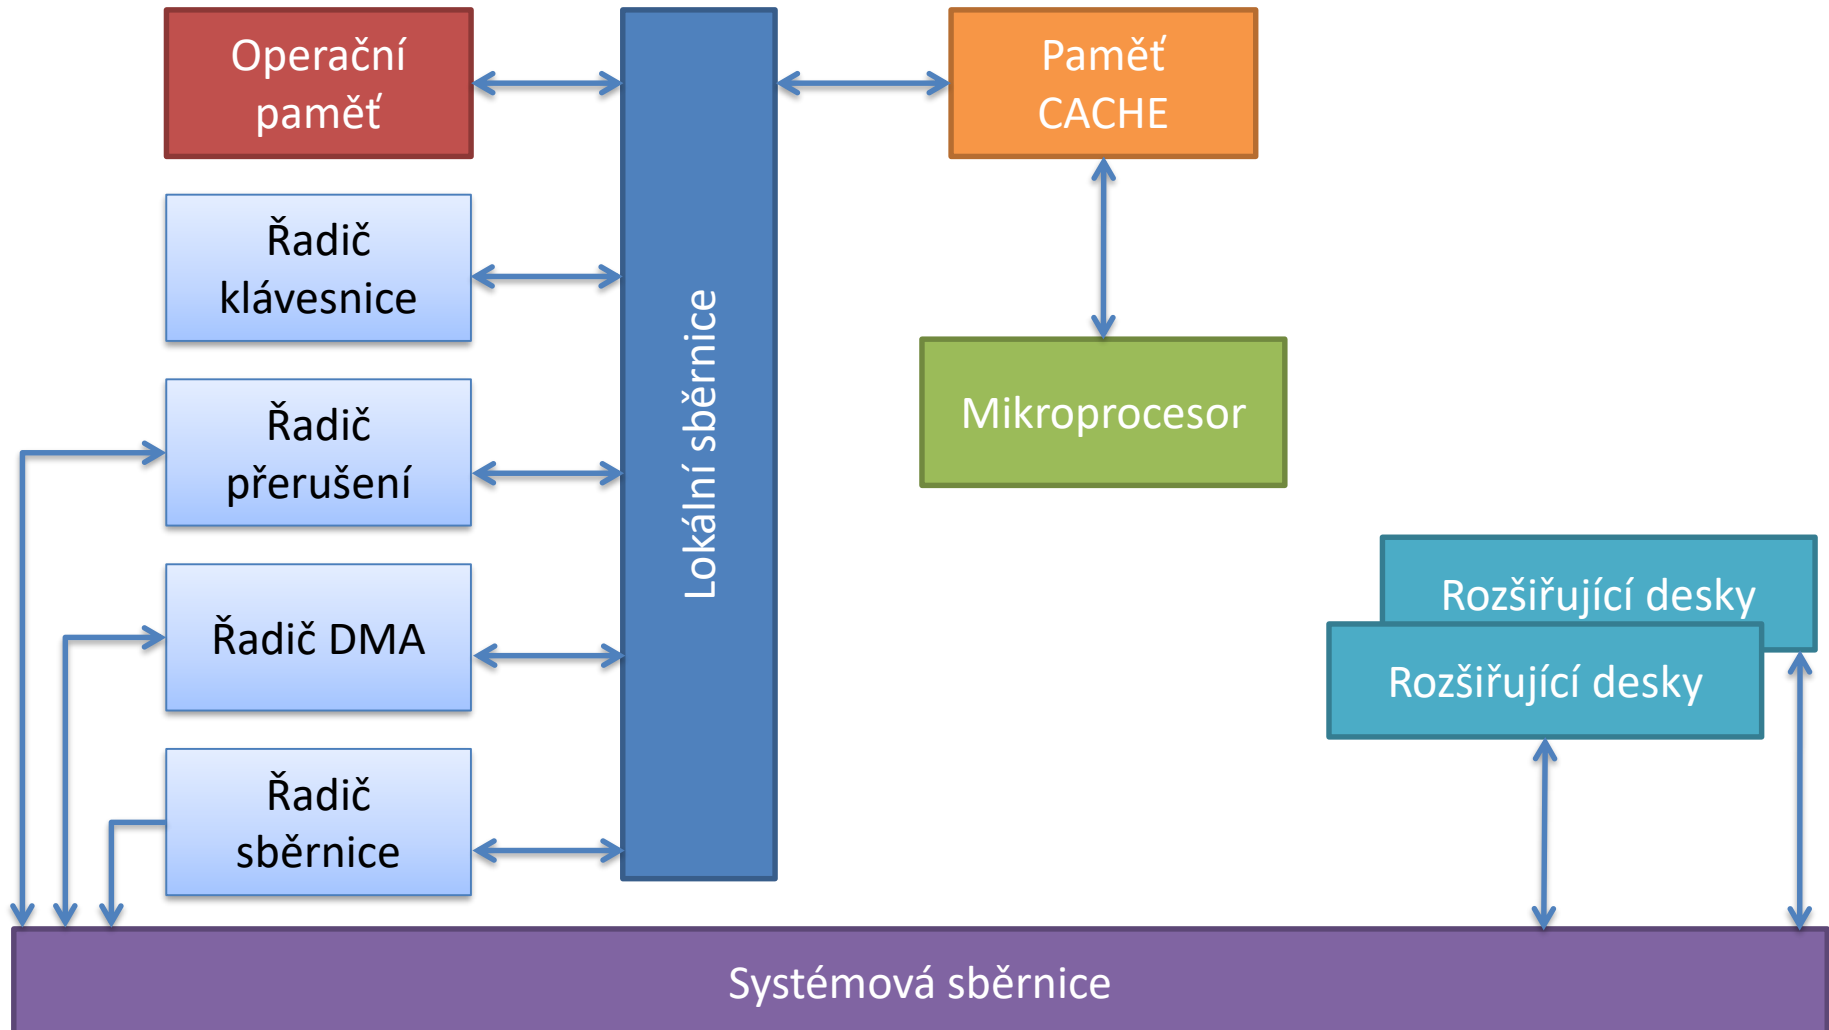 Operační
paměť
Řadič
klávesnice
Řadič
přerušení
Řadič DMA
Řadič
sběrnice
Lokální sběrnice
Paměť
CACHE
Mikroprocesor
Rozšiřující desky
Rozšiřující desky
Systémová sběrnice